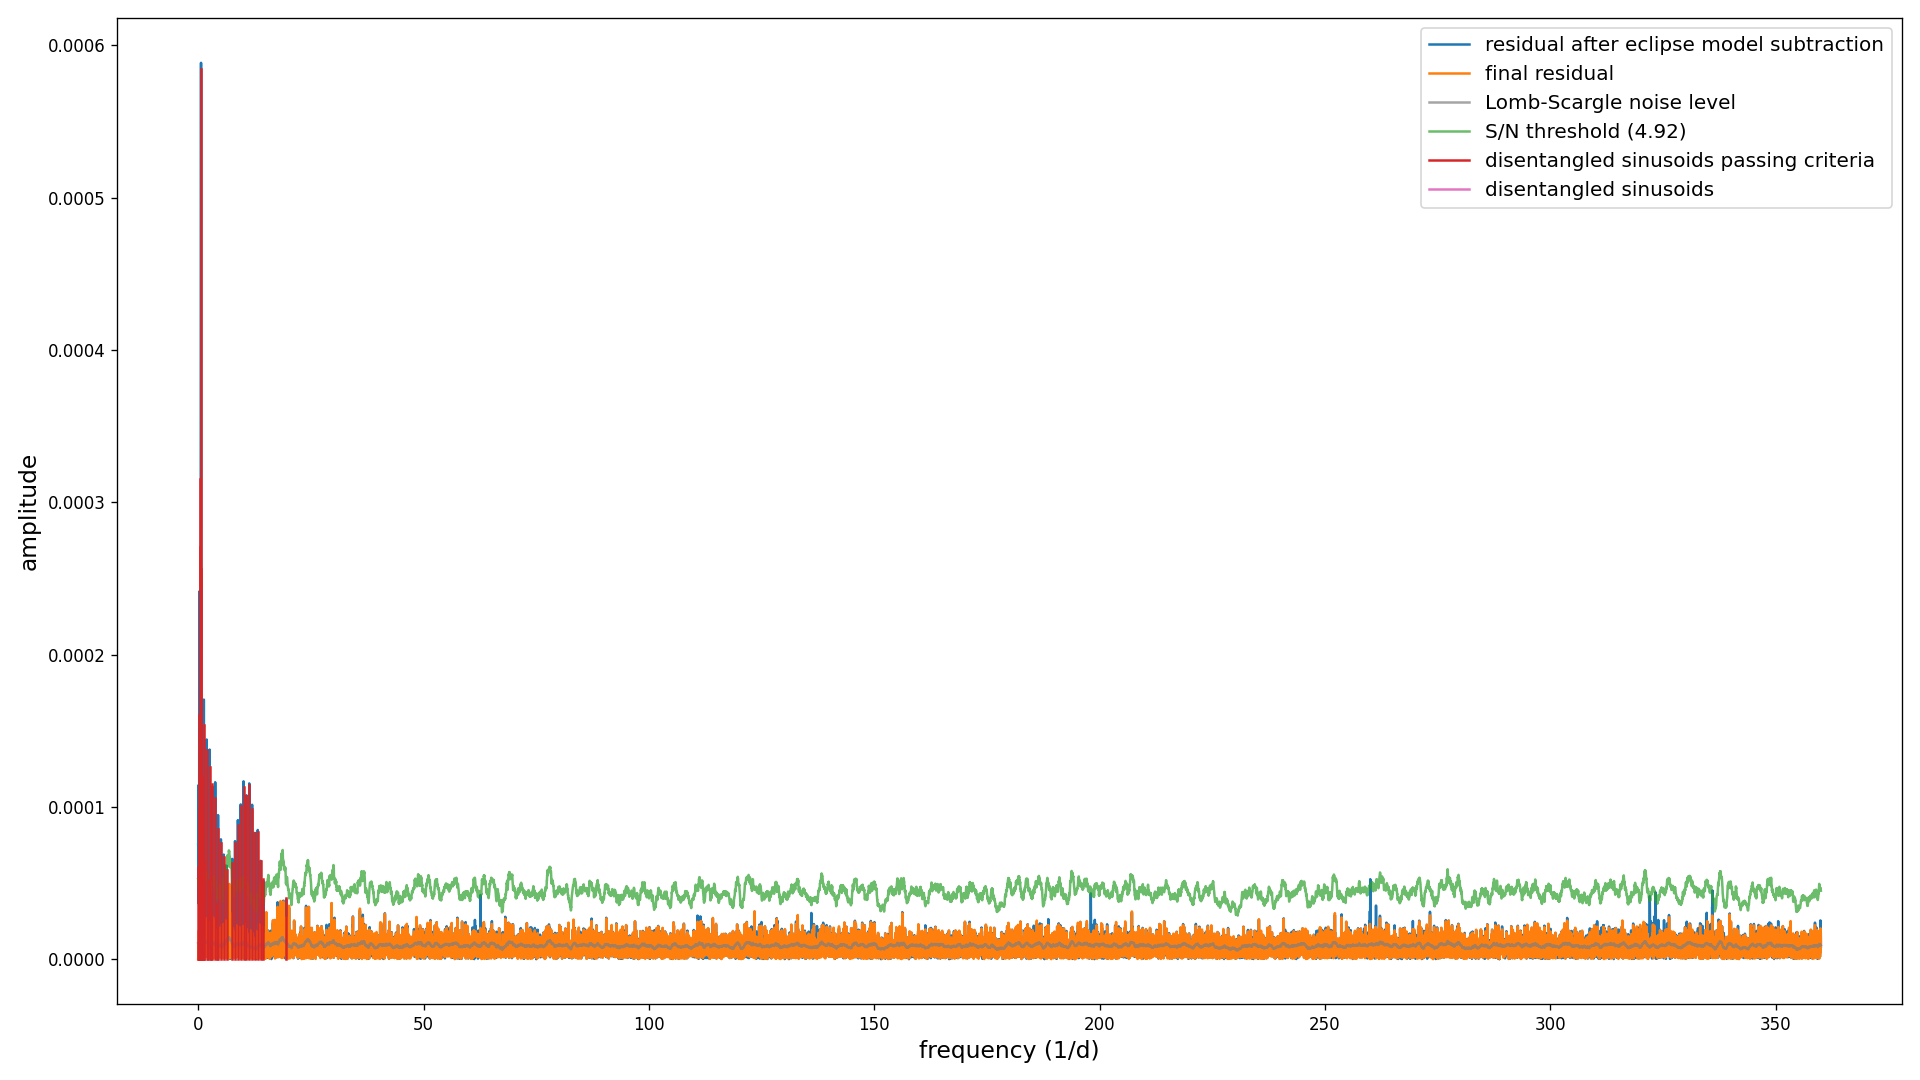 residual after eclipse model subtraction
final residual
Lomb-Scargle noise level
S/N threshold (4.92)
disentangled sinusoids passing criteria
disentangled sinusoids
0.0006
0.0005
0.0004
0.0003
0.0002
0.0001
0.0000
amplitude
0 50 100 150 200 250 300 350
frequency (1/d)